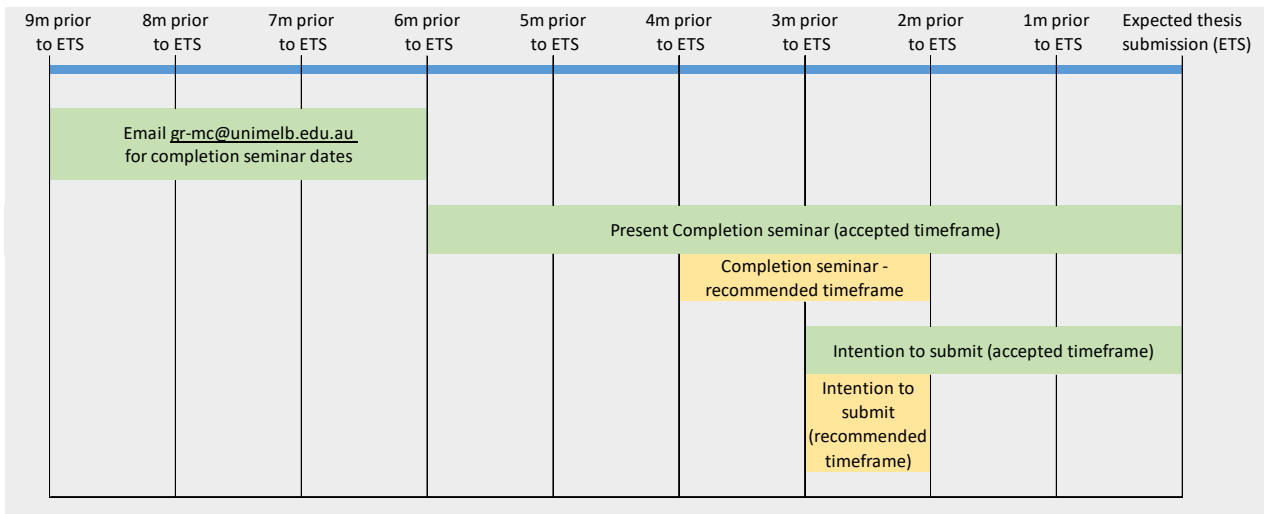 9m prior
to ETS
8m prior
to ETS
7m prior
to ETS
6m prior
to ETS
5m prior
to ETS
4m prior
to ETS
3m prior
to ETS
2m prior
to ETS
1m prior
to ETS
Expected thesis
submission (ETS)
Email gr-mc@unimelb.edu.au
for completion seminar dates
Present Completion seminar (accepted timeframe)
Completion seminar -
recommended timeframe
Intention to submit (accepted timeframe)
Intention to
submit
(recommended
timeframe)